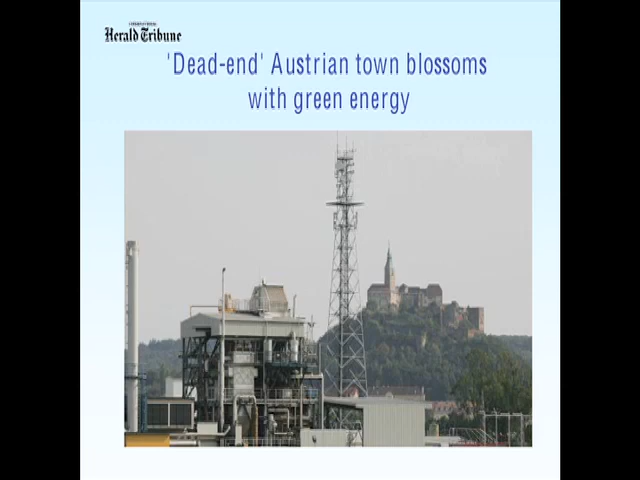 Herald Tribune
'Dead-end' Austrian town blossoms
with green energy